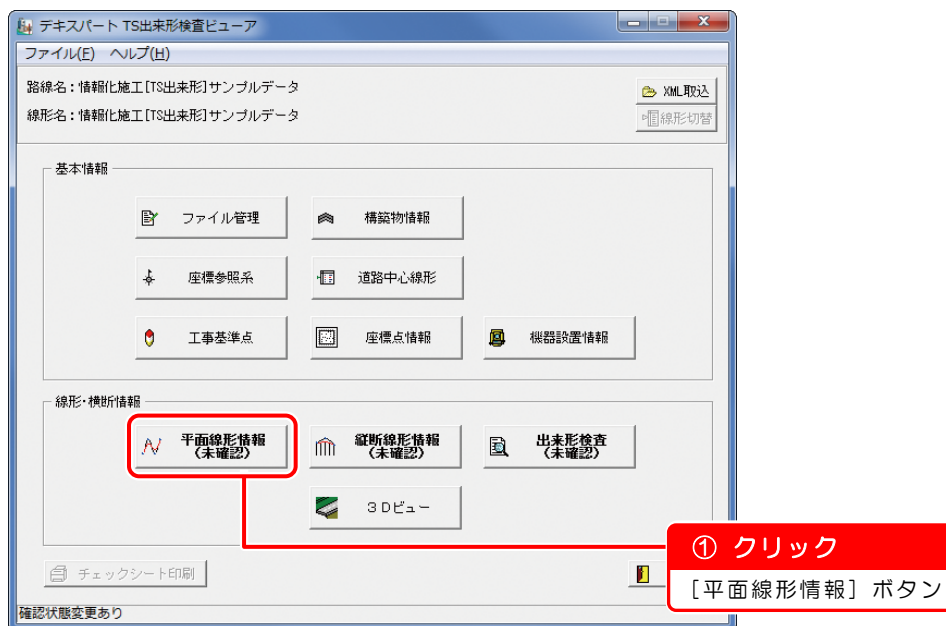 デキスパート TS出来形検査ビューア
ファイル(F) ヘルプ(H)
路線名：情報化施工[TS出来形]サンプルデータ
XML取込
線形名：情報化施工[TS出来形]サンプルデータ
線形切替
基本情報
ファイル管理
構築物情報
座標参照系
道路中心線形
工事基準点
座標点情報
機器設置情報
線形・横断情報
平面線形情報
(未確認)
縦断線形情報
(未確認)
出来形検査
(未確認)
３Dビュー
① クリック
[平面線形情報] ボタン
チェックシート印刷
確認状態変更あり